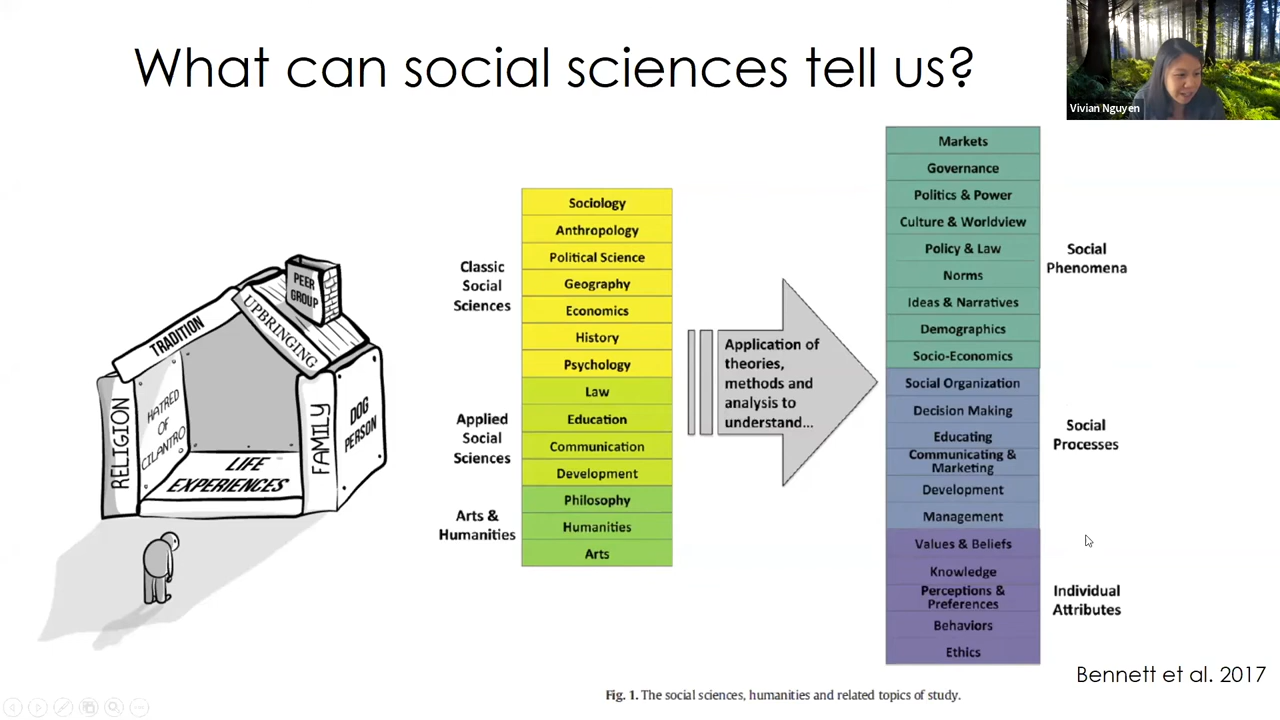 What can social sciences tell us?
Vivian Nguyen
PEER
GROUP
TRADITION
UPBRINGING
RELIGION
HATRED
OF
CILANTRO
LIFE
EXPERIENCES
FAMILY
DOG
PERSON
Classic
Social
Sciences
Applied
Social
Sciences
Arts &
Humanities
Sociology
Anthropology
Political Science
Geography
Economics
History
Psychology
Law
Education
Communication
Development
Philosophy
Humanities
Arts
Application of
theories,
methods and
analysis to
understand...
Markets
Governance
Politics & Power
Culture & Worldview
Policy & Law
Norms
Ideas & Narratives
Demographics
Socio-Economics
Social Organization
Decision Making
Educating
Communicating &
Marketing
Development
Management
Values & Beliefs
Knowledge
Perceptions &
Preferences
Behaviors
Ethics
Social
Phenomena
Social
Processes
Individual
Attributes
Bennett et al. 2017
Fig. 1. The social sciences, humanities and related topics of study.